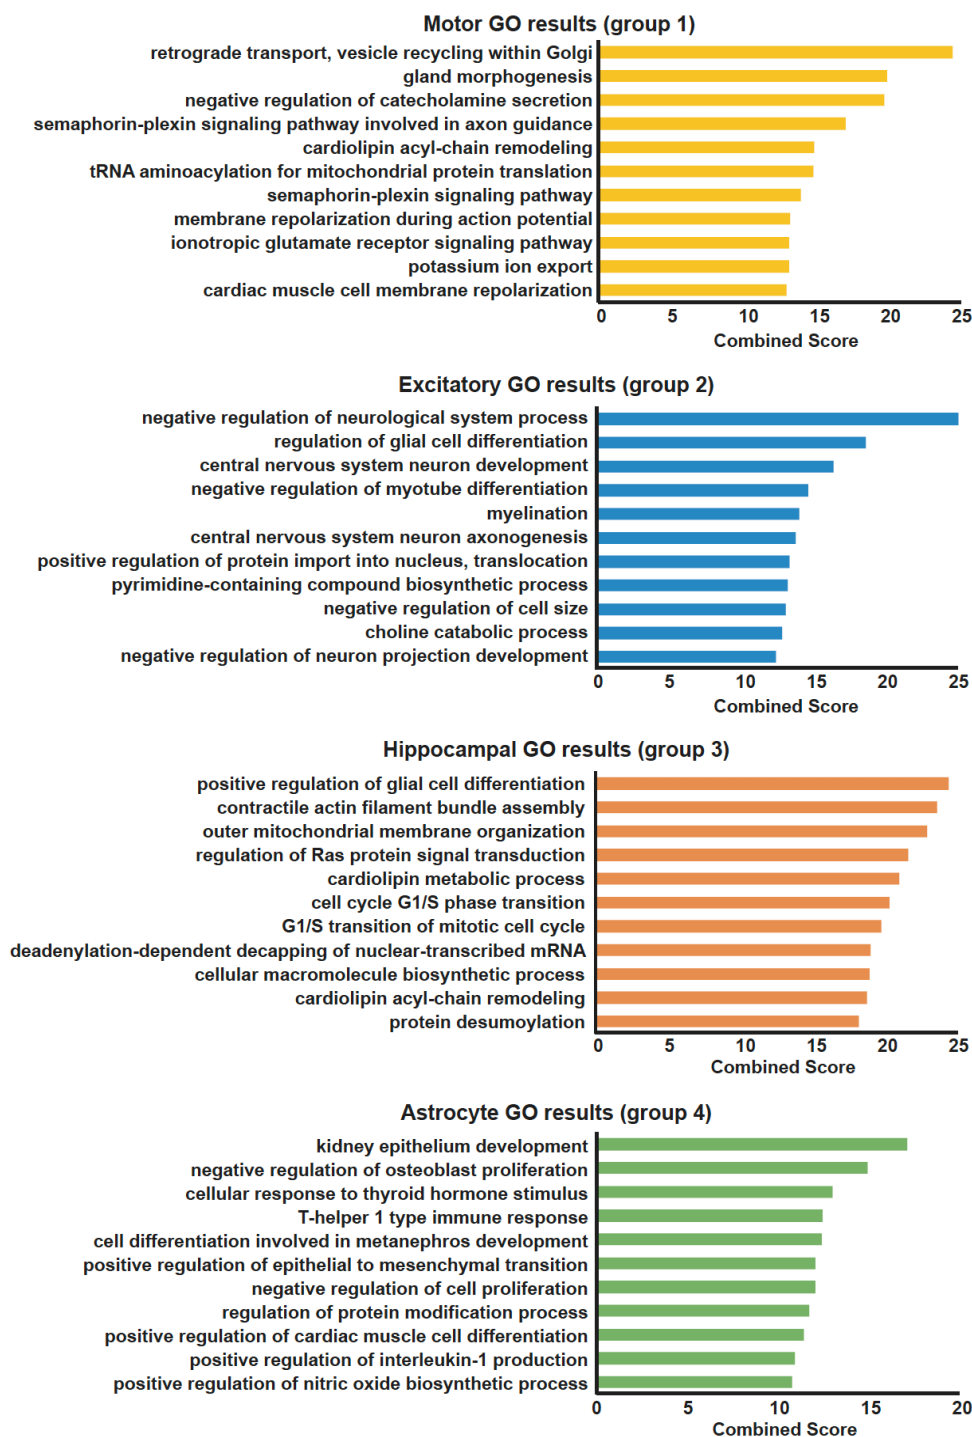 Motor GO results (group 1)
retrograde transport, vesicle recycling within Golgi
gland morphogenesis
negative regulation of catecholamine secretion
semaphorin-plexin signaling pathway involved in axon guidance
cardiolipin acyl-chain remodeling
tRNA aminoacylation for mitochondrial protein translation
semaphorin-plexin signaling pathway
membrane repolarization during action potential
ionotropic glutamate receptor signaling pathway
potassium ion export
cardiac muscle cell membrane repolarization
0 5 10 15 20 25
Combined Score
Excitatory GO results (group 2)
negative regulation of neurological system process
regulation of glial cell differentiation
central nervous system neuron development
negative regulation of myotube differentiation
myelination
central nervous system neuron axonogenesis
positive regulation of protein import into nucleus, translocation
pyrimidine-containing compound biosynthetic process
negative regulation of cell size
choline catabolic process
negative regulation of neuron projection development
0 5 10 15 20 25
Combined Score
Hippocampal GO results (group 3)
positive regulation of glial cell differentiation
contractile actin filament bundle assembly
outer mitochondrial membrane organization
regulation of Ras protein signal transduction
cardiolipin metabolic process
cell cycle G1/S phase transition
G1/S transition of mitotic cell cycle
deadenylation-dependent decapping of nuclear-transcribed mRNA
cellular macromolecule biosynthetic process
cardiolipin acyl-chain remodeling
protein desumoylation
0 5 10 15 20 25
Combined Score
Astrocyte GO results (group 4)
kidney epithelium development
negative regulation of osteoblast proliferation
cellular response to thyroid hormone stimulus
T-helper 1 type immune response
cell differentiation involved in metanephros development
positive regulation of epithelial to mesenchymal transition
negative regulation of cell proliferation
regulation of protein modification process
positive regulation of cardiac muscle cell differentiation
positive regulation of interleukin-1 production
positive regulation of nitric oxide biosynthetic process
0 5 10 15 20
Combined Score